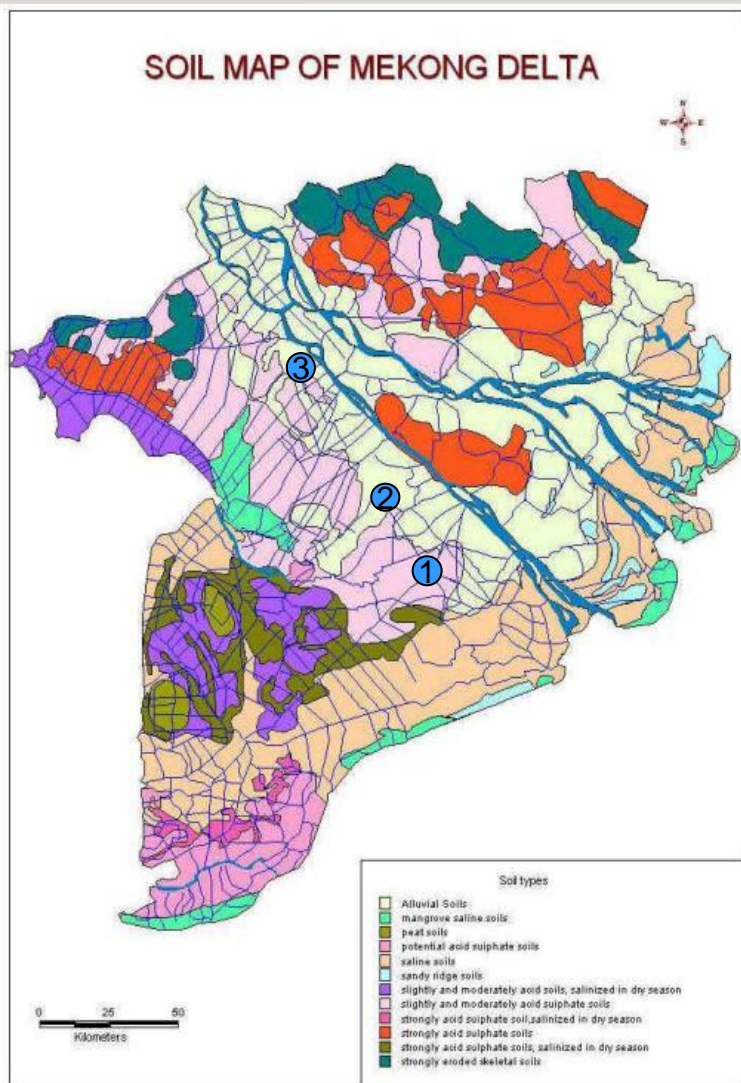 SOIL MAP OF MEKONG DELTA
N
W E
S
3
2
1
Soil types
Alluvial Soils
mangrove saline soils
peat soils
potential acid sulphate soils
saline soils
sandy ridge soils
slightly and moderately acid soils, salinized in dry season
slightly and moderately acid sulphate soils
strongly acid sulphate soil,salinized in dry season
strongly acid sulphate soils
strongly acid sulphate soils, salinized in dry season
strongly eroded skeletal soils
0 25 50
Kilometers